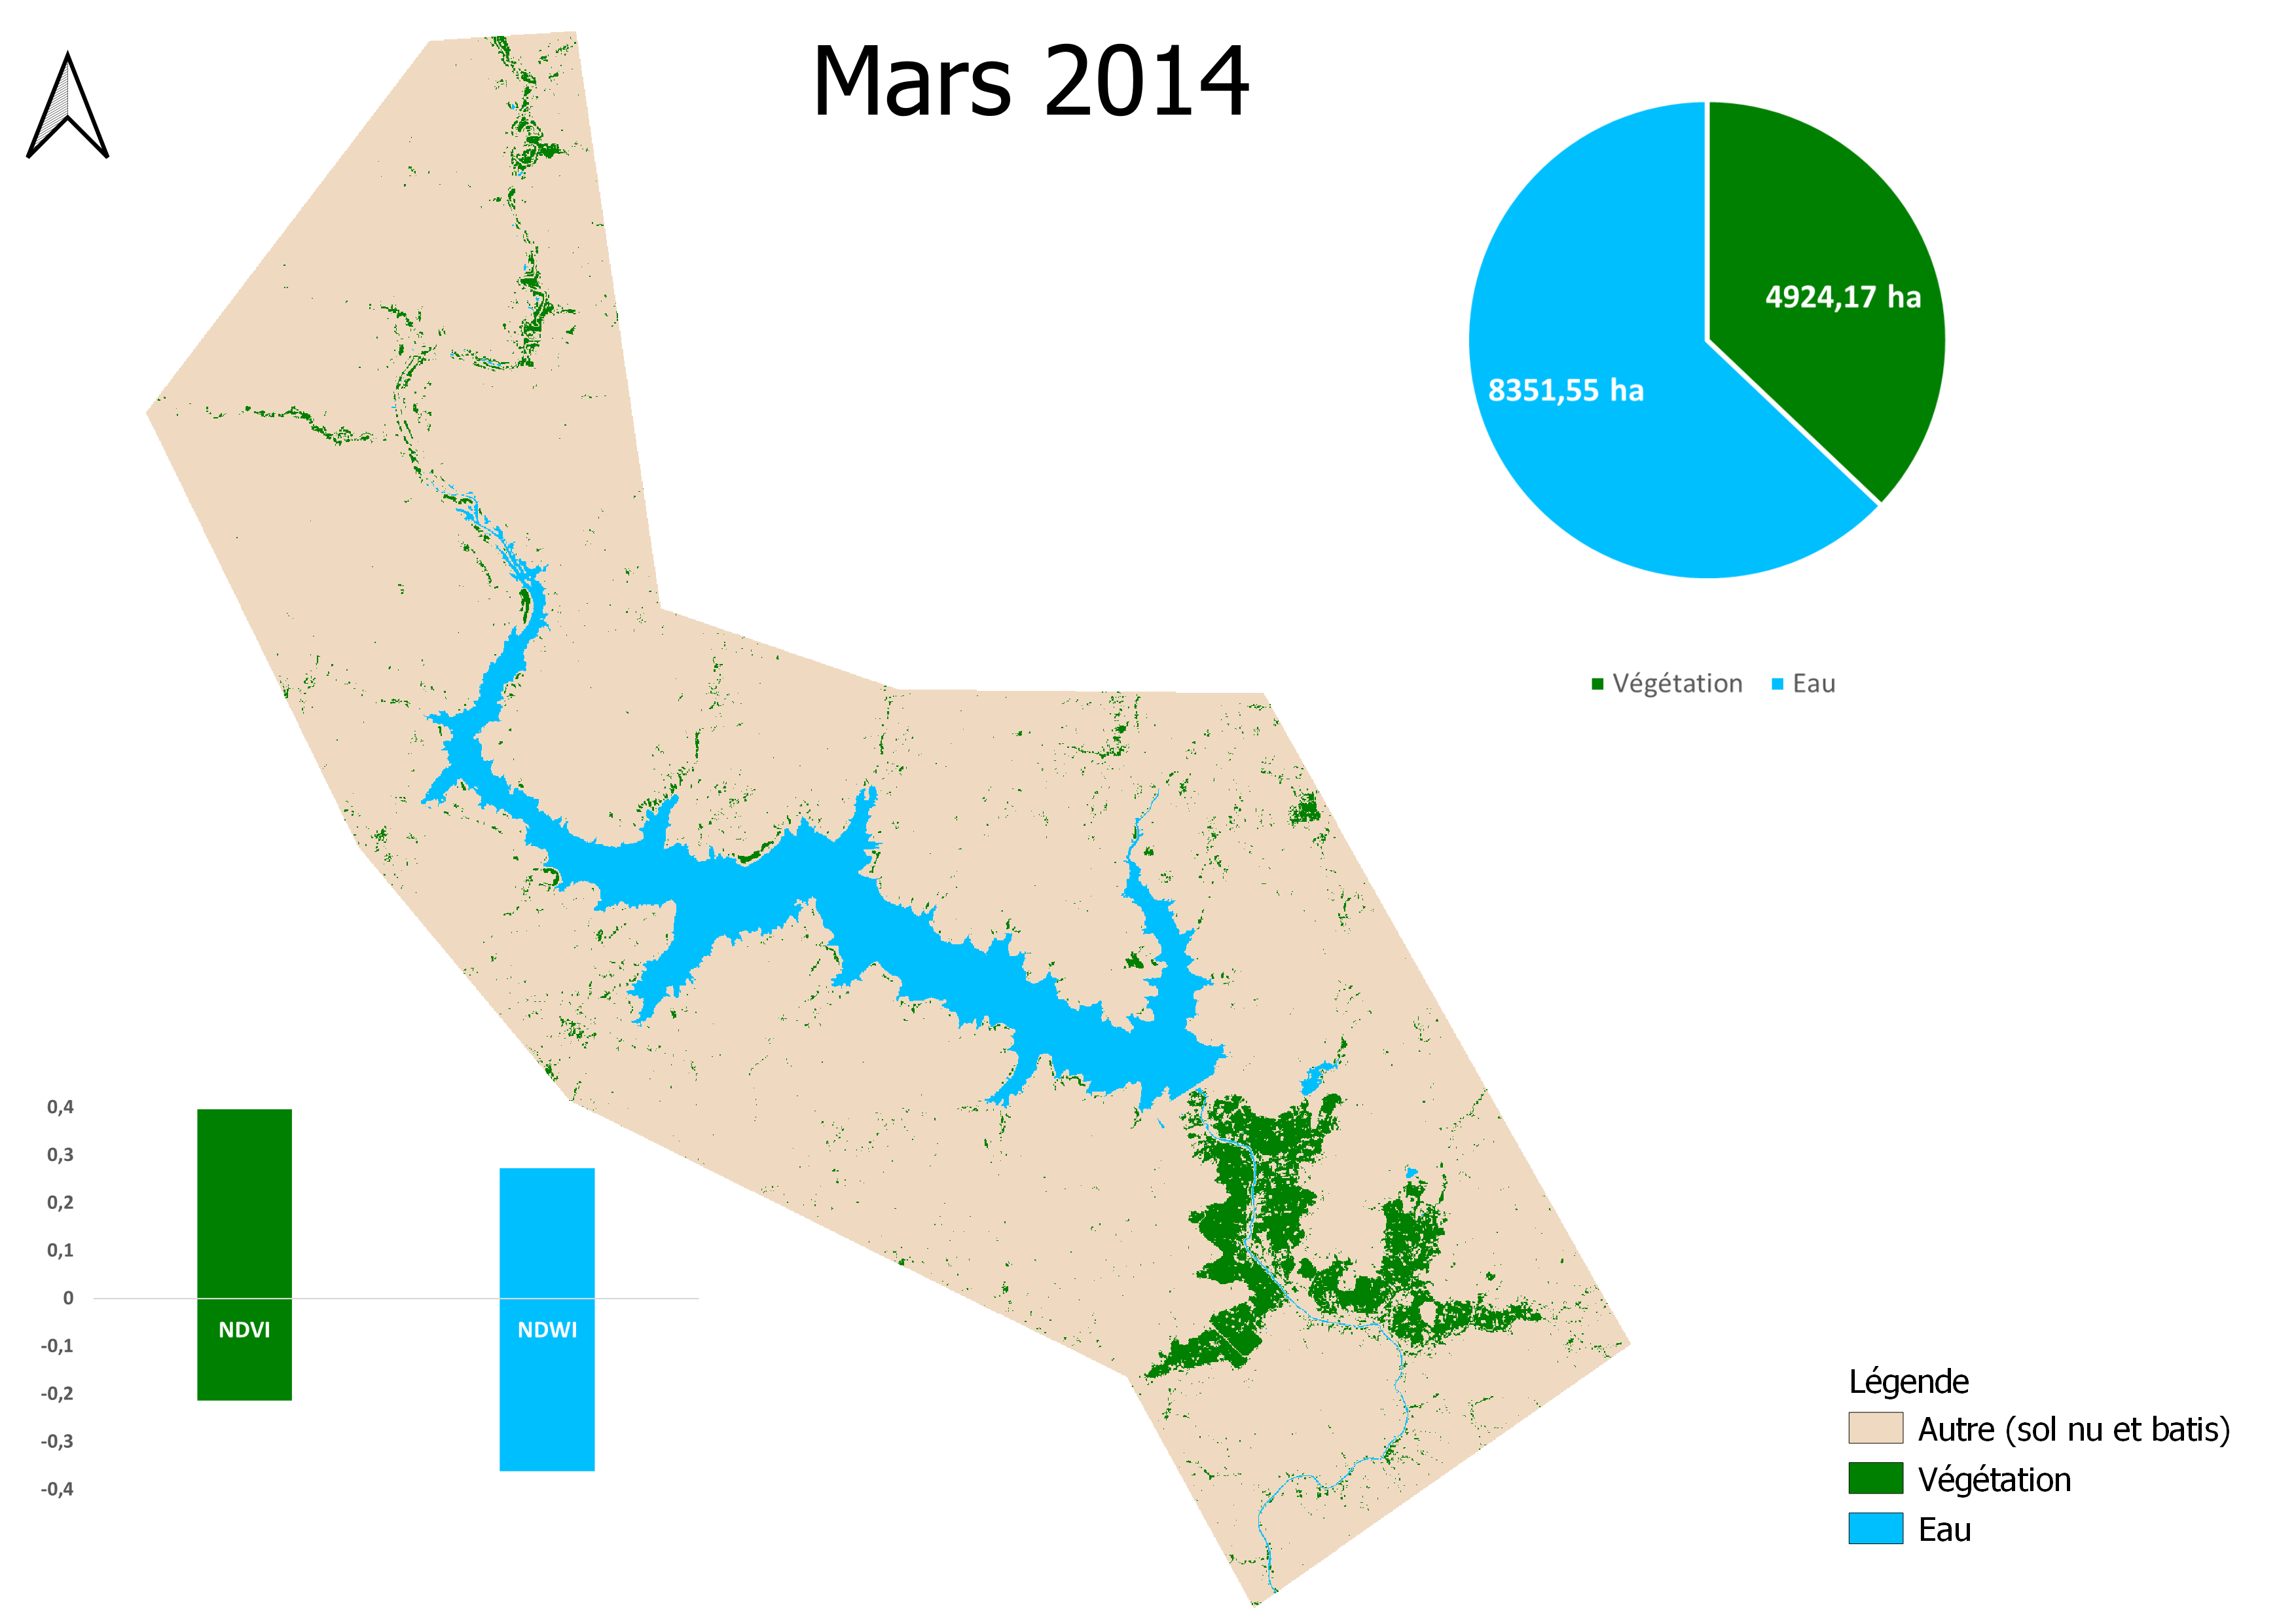 Mars 2014
4924,17 ha
8351,55 ha
Végétation
Eau
0,4
0,3
0,2
0,1
0
-0,1
-0,2
-0,3
-0,4
NDVI
NDWI
Légende
Autre (sol nu et batis)
Végétation
Eau